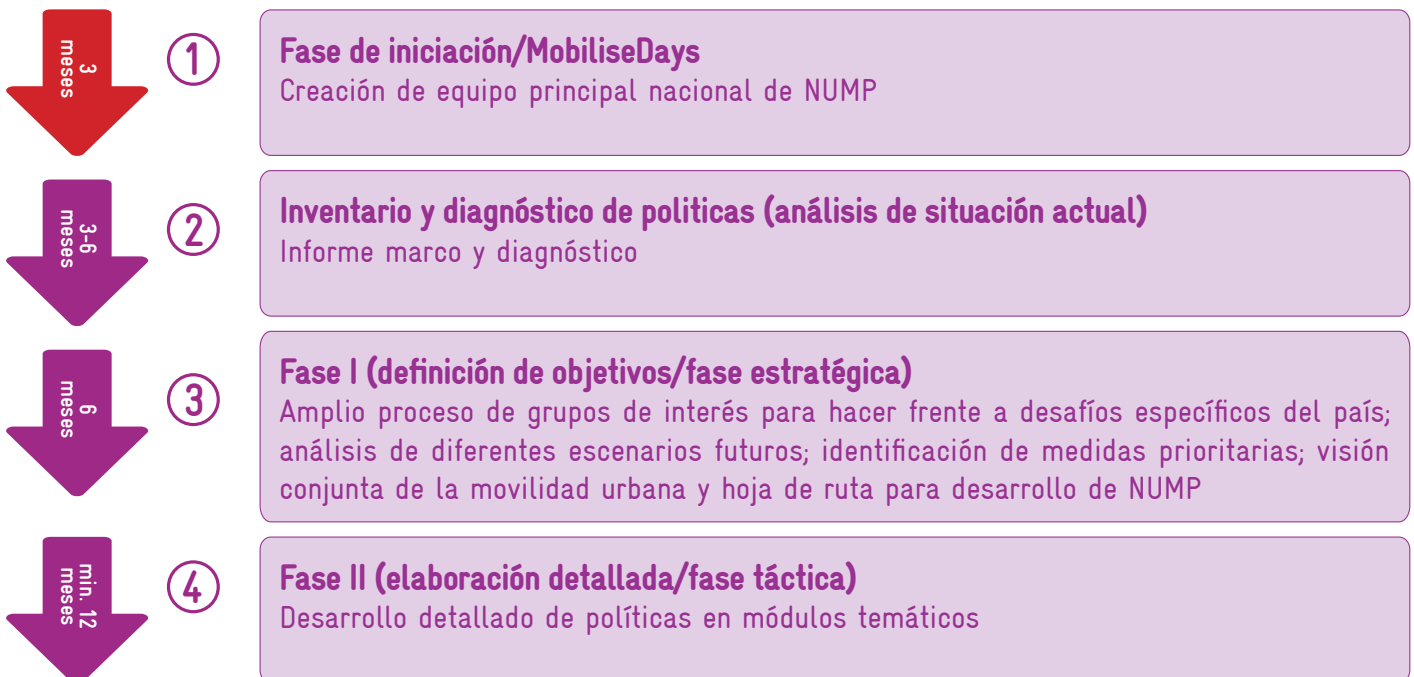 3
meses
1
Fase de iniciación/MobiliseDays
Creación de equipo principal nacional de NUMP
3-6
meses
2
Inventario y diagnóstico de politicas (análisis de situación actual)
Informe marco y diagnóstico
6
meses
3
Fase I (definición de objetivos/fase estratégica)
Amplio proceso de grupos de interés para hacer frente a desafíos específicos del país;
análisis de diferentes escenarios futuros; identificación de medidas prioritarias; visión
conjunta de la movilidad urbana y hoja de ruta para desarrollo de NUMP
min. 12
meses
4
Fase II (elaboración detallada/fase táctica)
Desarrollo detallado de políticas en módulos temáticos